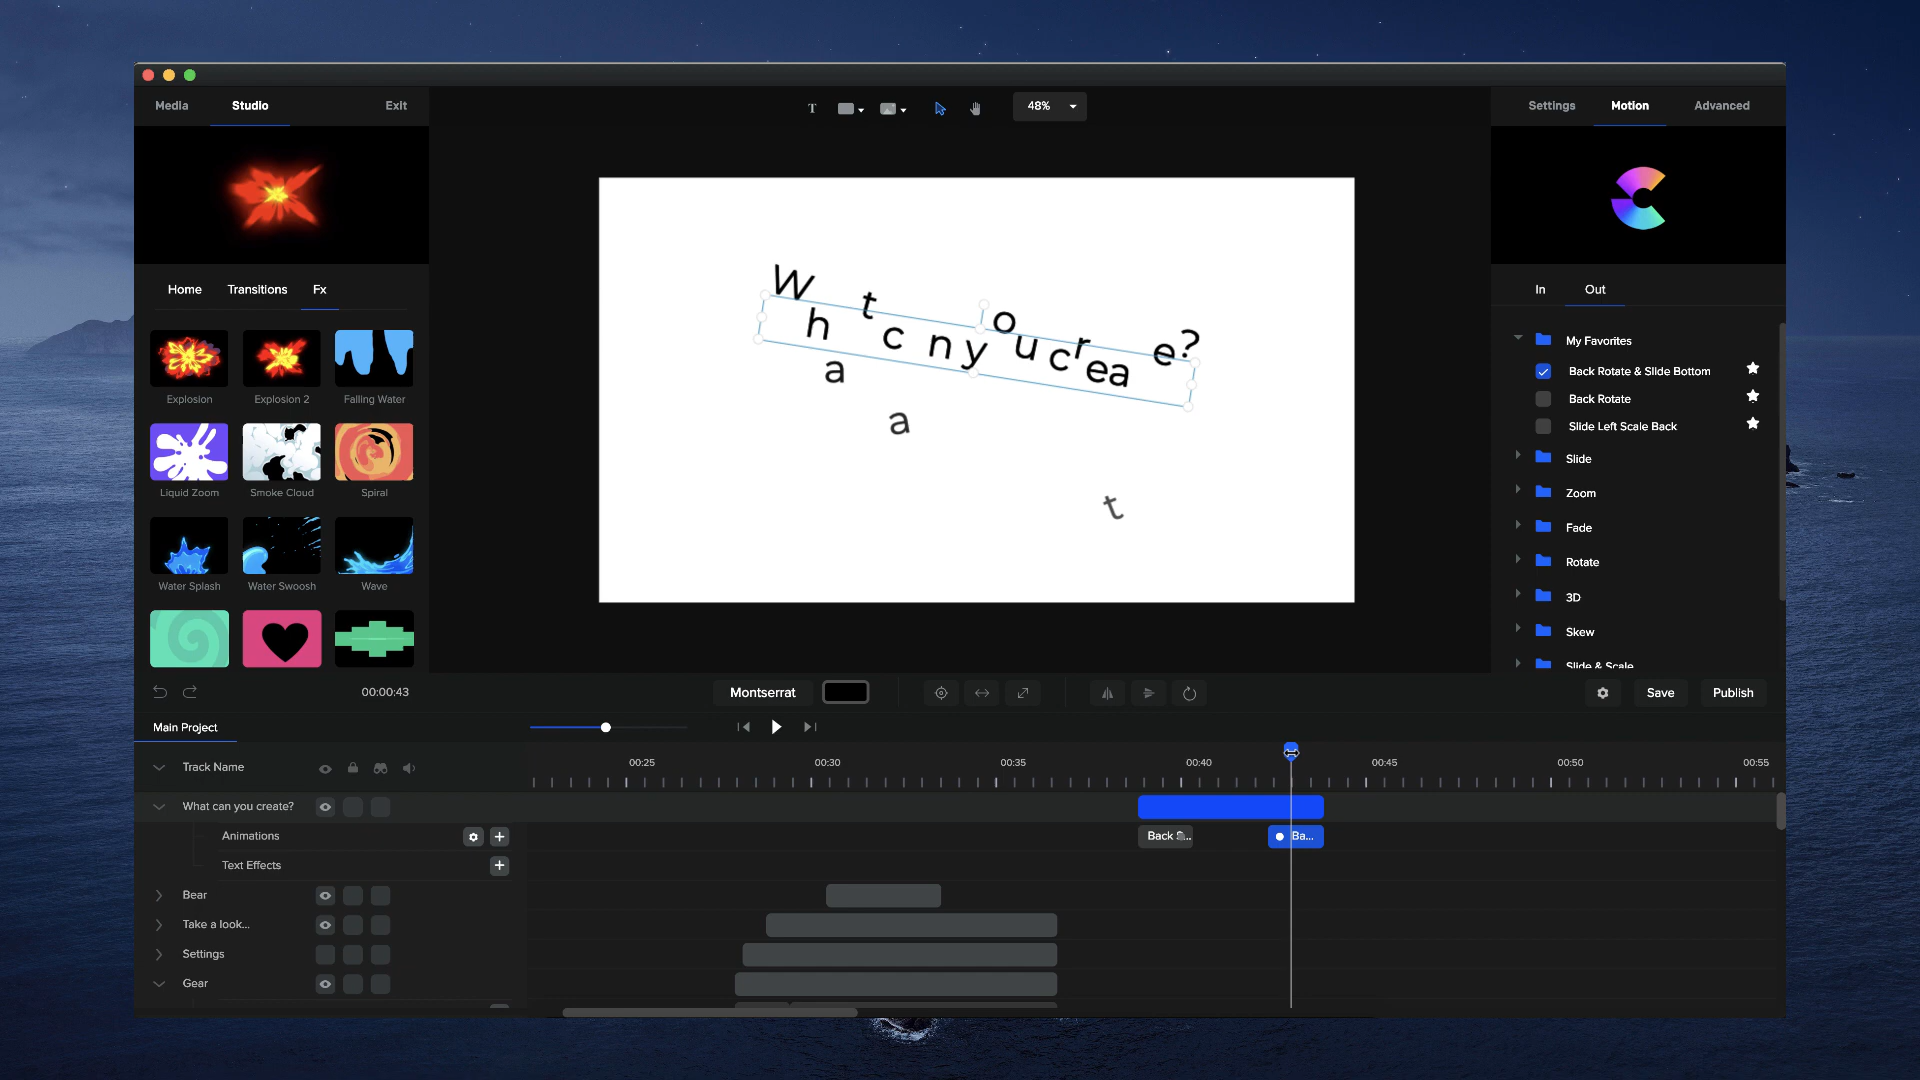 Media Studio Exit
T 48%
Settings Motion Advanced
Home Transitions Fx
Explosion Explosion 2 Falling Water
Liquid Zoom Smoke Cloud Spiral
Water Splash Water Swoosh Wave
What can you create?
In Out
My Favorites
Back Rotate & Slide Bottom
Back Rotate
Slide Left Scale Back
Slide
Zoom
Fade
Rotate
3D
Skew
Slide & Scale
00:00:43
Montserrat
Save Publish
Main Project
Track Name
00:25 00:30 00:35 00:40 00:45 00:50 00:55
What can you create?
Animations
Back S... Ba...
Text Effects
Bear
Take a look...
Settings
Gear